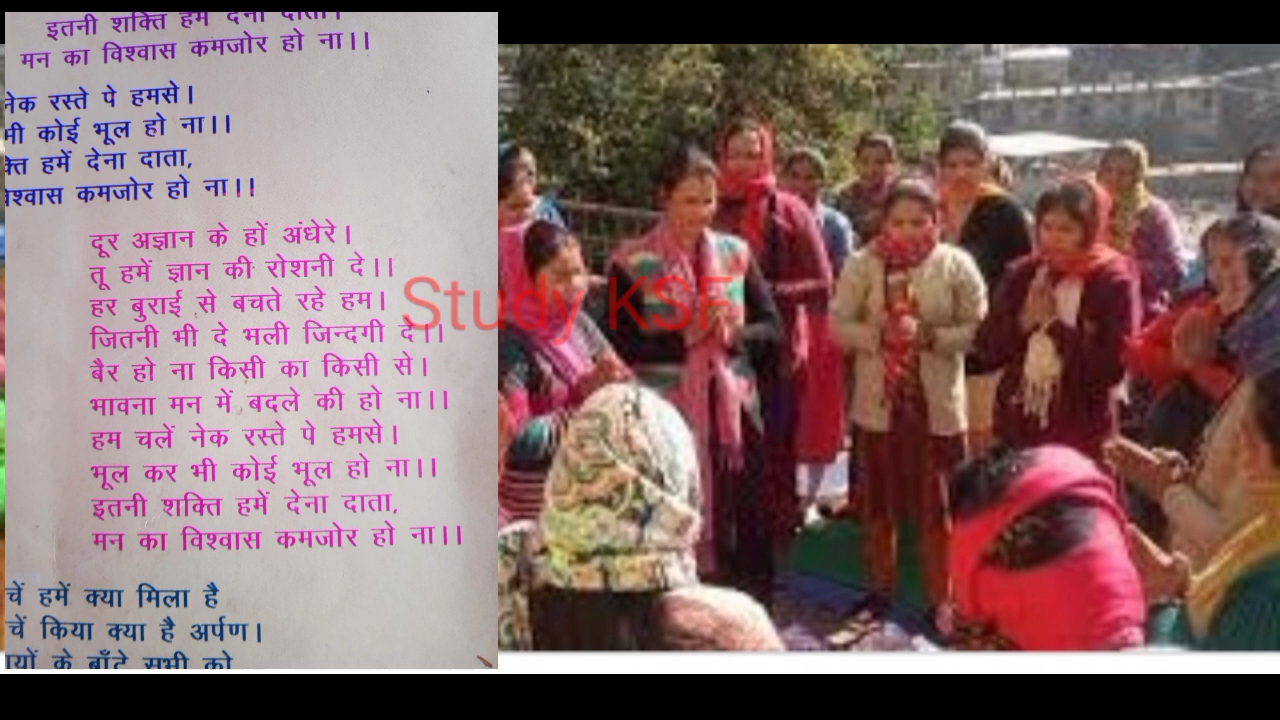 इतनी शक्ति हमें देना दाता।
मन का विश्वास कमजोर हो ना।।
नेक रस्ते पे हमसे।
भी कोई भूल हो ना।।
क्ति हमें देना दाता,
वेश्वास कमजोर हो ना।।
दूर अज्ञान के हों अंधेरे।
तू हमें ज्ञान की रोशनी दे।।
हर बुराई से बचते रहे हम।
जितनी भी दे भली जिन्दगी दे।।
बैर हो ना किसी का किसी से।
भावना मन में बदले की हो ना।।
हम चलें नेक रस्ते पे हमसे।
भूल कर भी कोई भूल हो ना।।
इतनी शक्ति हमें देना दाता,
मन का विश्वास कमजोर हो ना।।
चें हमें क्या मिला है
चें किया क्या है अर्पण।
के बाँटे सभी को
Study KSF